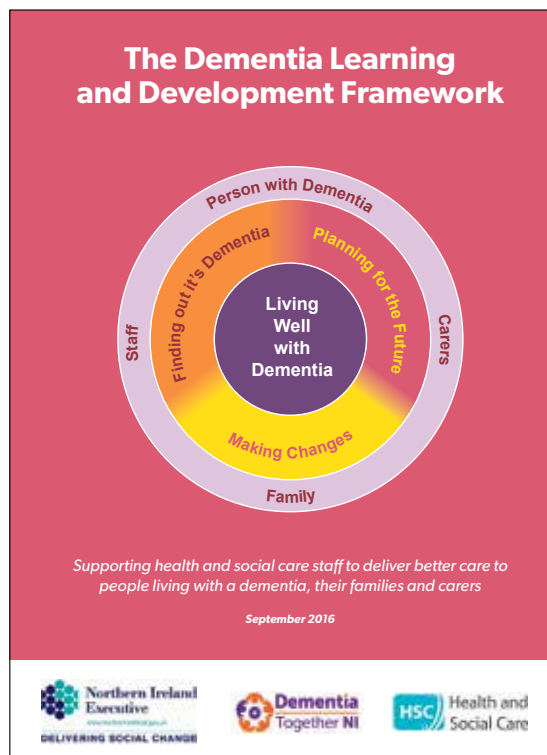 The Dementia Learning
and Development Framework
Person with Dementia
Finding out it's Dementia
Planning for the Future
Staff
Living
Well
with
Dementia
Carers
Making Changes
Family
Supporting health and social care staff to deliver better care to
people living with a dementia, their families and carers
September 2016
Northern Ireland
Executive
DELIVERING SOCIAL CHANGE
Dementia
Together NI
HSC
Health and
Social Care